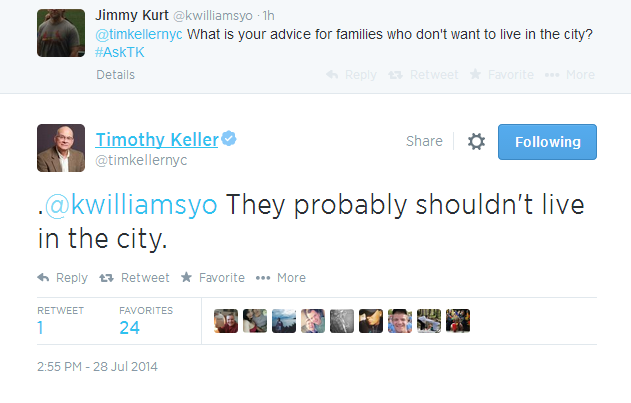 Jimmy Kurt @kwilliamsyo · 1h
@timkellernyc What is your advice for families who don't want to live in the city?
#AskTK
Details Reply Retweet Favorite More
Timothy Keller
@timkellernyc
Share Following
.@kwilliamsyo They probably shouldn't live
in the city.
Reply Retweet Favorite More
RETWEET FAVORITES
1 24
2:55 PM - 28 Jul 2014